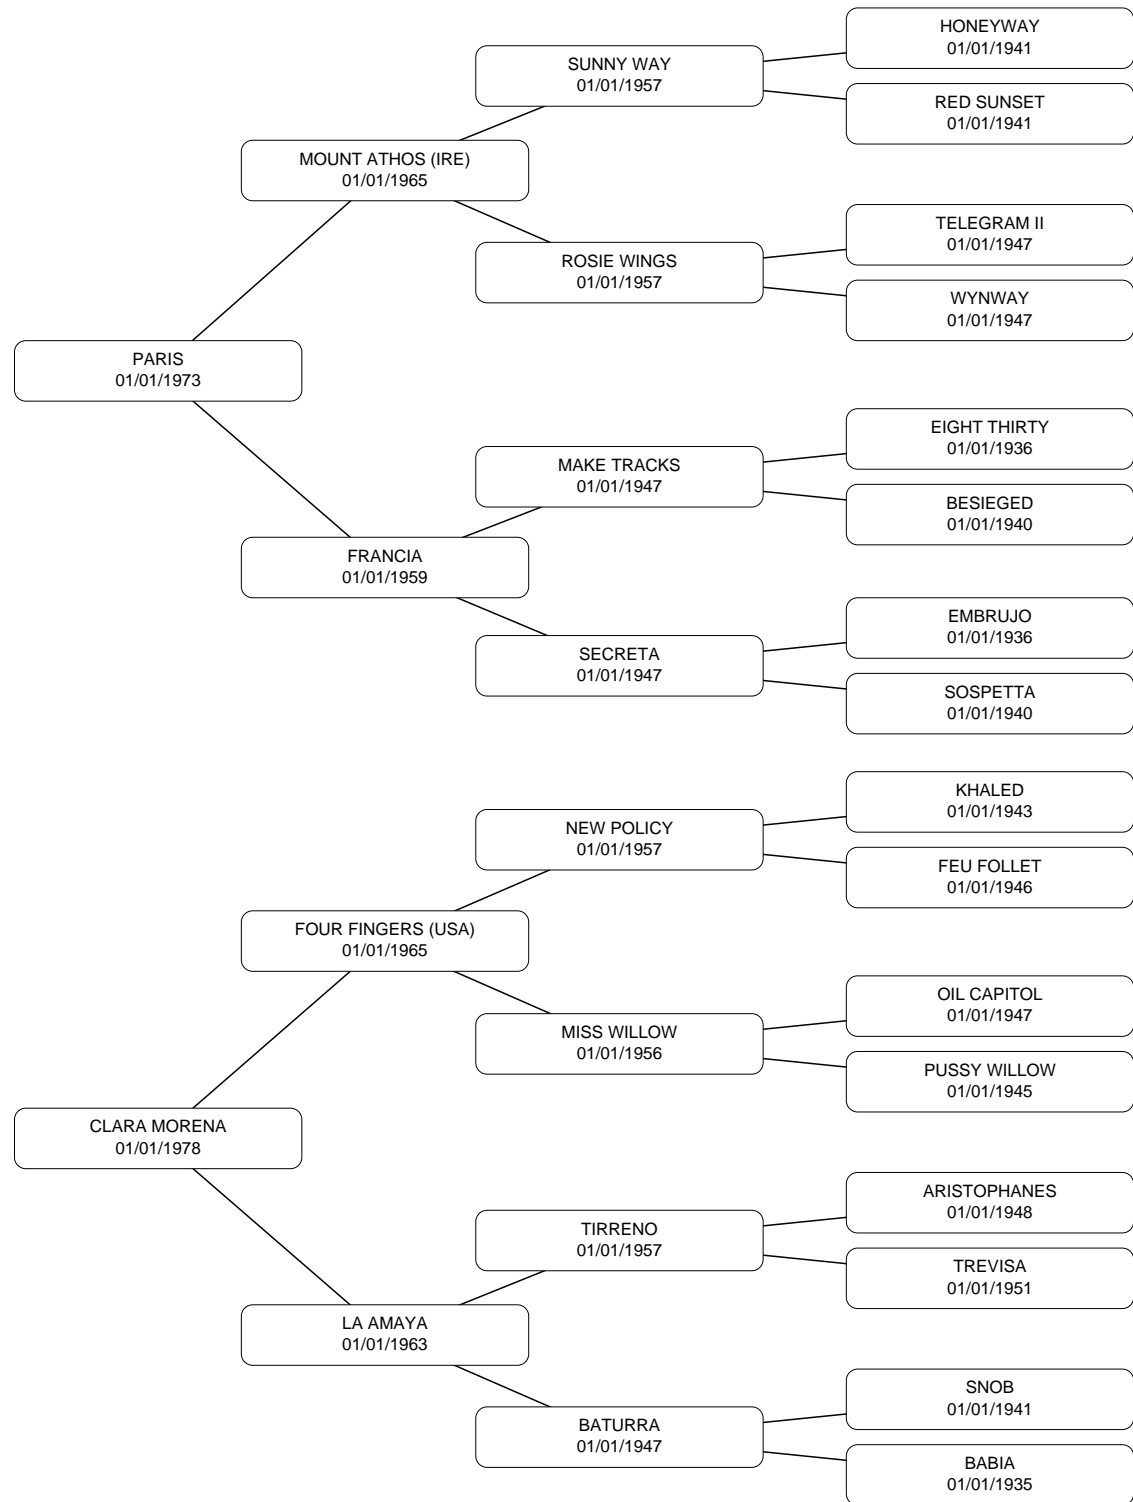 HONEYWAY
01/01/1941
SUNNY WAY
01/01/1957
RED SUNSET
01/01/1941
MOUNT ATHOS (IRE)
01/01/1965
TELEGRAM II
01/01/1947
ROSIE WINGS
01/01/1957
WYNWAY
01/01/1947
PARIS
01/01/1973
EIGHT THIRTY
01/01/1936
MAKE TRACKS
01/01/1947
BESIEGED
01/01/1940
FRANCIA
01/01/1959
EMBRUJO
01/01/1936
SECRETA
01/01/1947
SOSPETTA
01/01/1940
KHALED
01/01/1943
NEW POLICY
01/01/1957
FEU FOLLET
01/01/1946
FOUR FINGERS (USA)
01/01/1965
OIL CAPITOL
01/01/1947
MISS WILLOW
01/01/1956
PUSSY WILLOW
01/01/1945
CLARA MORENA
01/01/1978
ARISTOPHANES
01/01/1948
TIRRENO
01/01/1957
TREVISA
01/01/1951
LA AMAYA
01/01/1963
SNOB
01/01/1941
BATURRA
01/01/1947
BABIA
01/01/1935